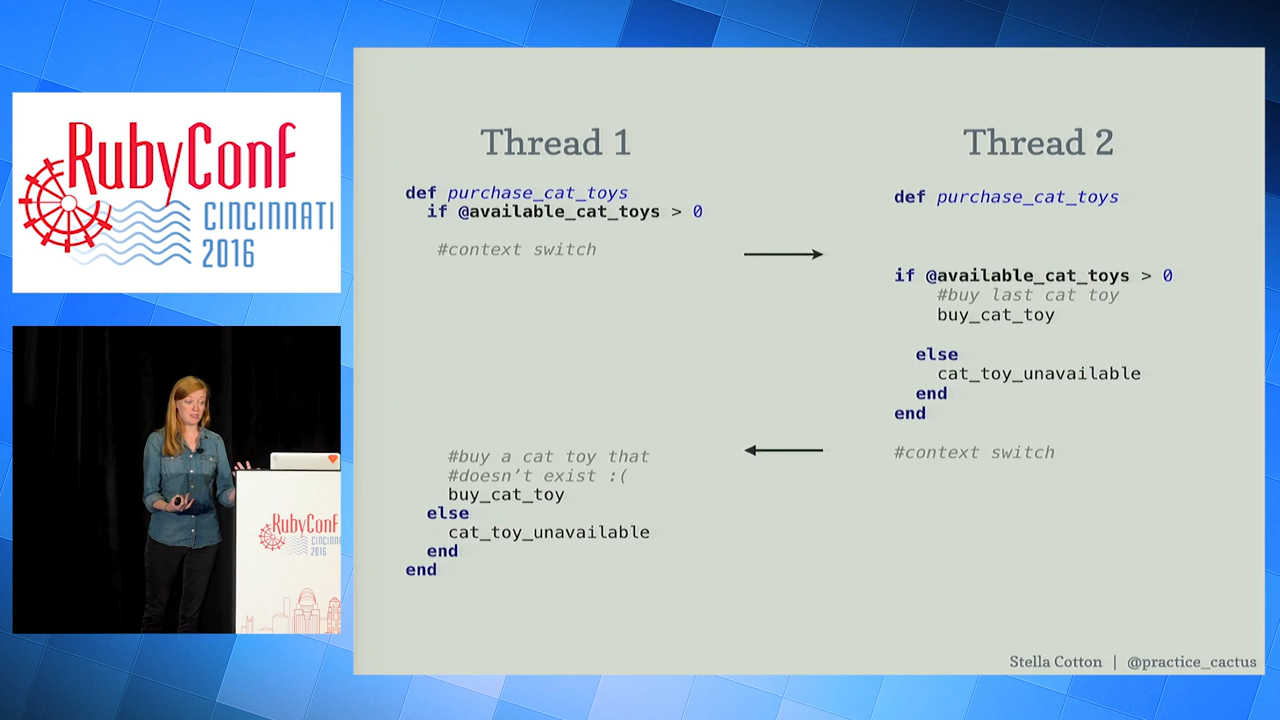 RubyConf
CINCINNATI
2016
RubyConf
CINCINNATI
2016
Thread 1
def purchase_cat_toys
if @available_cat_toys > 0
#context switch
#buy a cat toy that
#doesn't exist :(
buy_cat_toy
else
cat_toy_unavailable
end
end
Thread 2
def purchase_cat_toys
if @available_cat_toys > 0
#buy last cat toy
buy_cat_toy
else
cat_toy_unavailable
end
end
#context switch
Stella Cotton | @practice_cactus